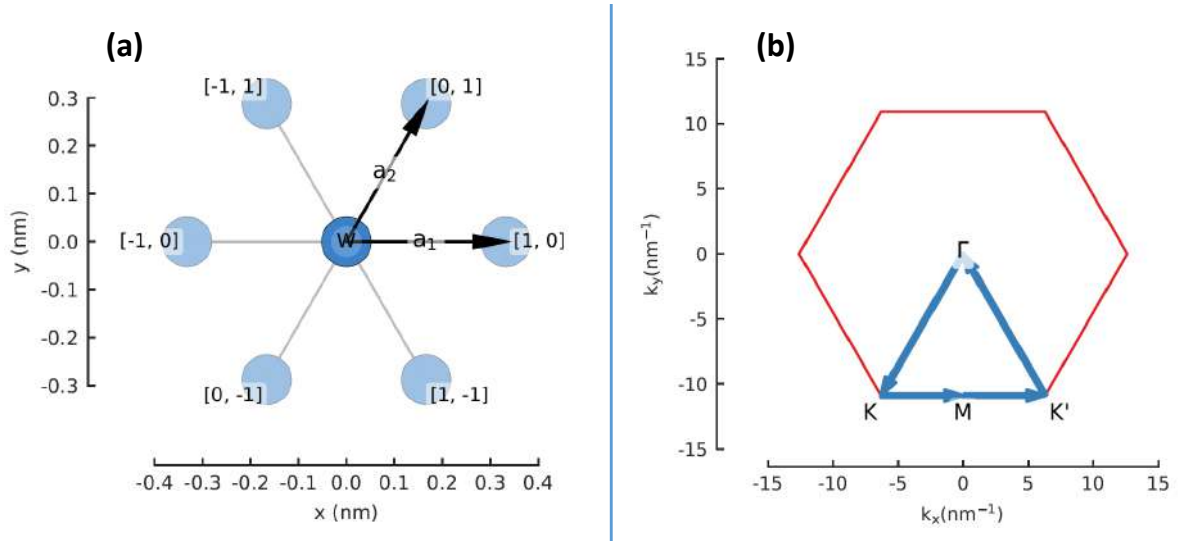 (a)
0.3
0.2
0.1
0.0
-0.1
-0.2
-0.3
y (nm)
[-1, 1]
[0, 1]
a₂
[-1, 0]
W
a₁
[1, 0]
[0, -1]
[1, -1]
-0.4 -0.3 -0.2 -0.1 0.0 0.1 0.2 0.3 0.4
x (nm)
(b)
15
10
5
0
-5
-10
-15
k_y(nm⁻¹)
Γ
K M K'
-15 -10 -5 0 5 10 15
kₓ(nm⁻¹)